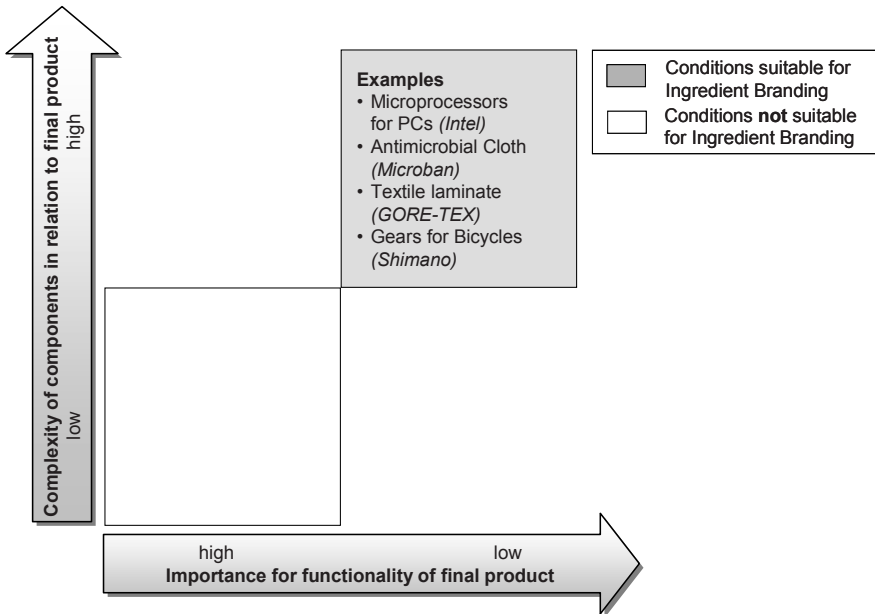 Complexity of components in relation to final product
high
low
Examples
• Microprocessors
for PCs (Intel)
• Antimicrobial Cloth
(Microban)
• Textile laminate
(GORE-TEX)
• Gears for Bicycles
(Shimano)
Conditions suitable for
Ingredient Branding
Conditions not suitable
for Ingredient Branding
high low
Importance for functionality of final product